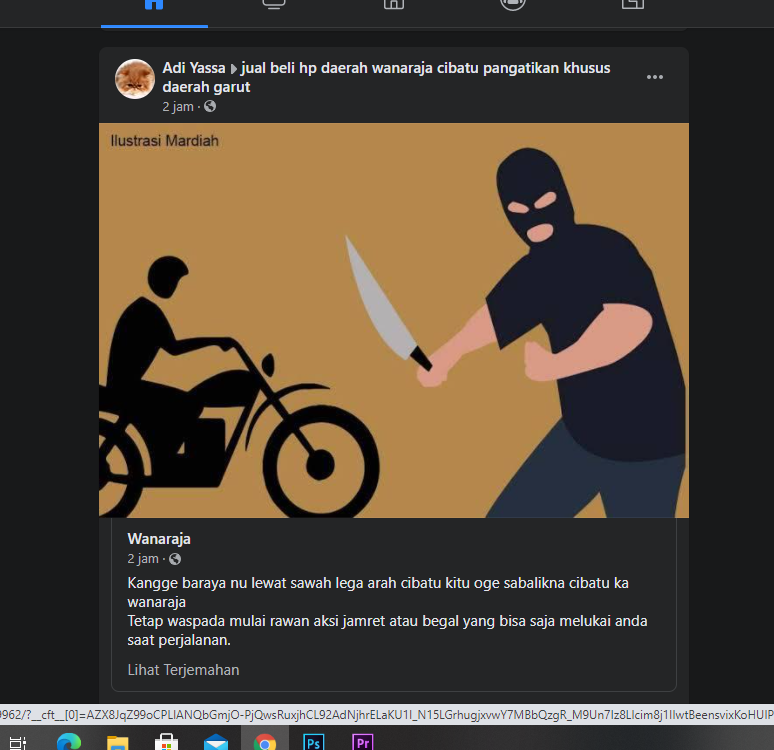 Adi Yassa ▸ jual beli hp daerah wanaraja cibatu pangatikan khusus
daerah garut
2 jam ·
Ilustrasi Mardiah
Wanaraja
2 jam ·
Kangge baraya nu lewat sawah lega arah cibatu kitu oge sabalikna cibatu ka
wanaraja
Tetap waspada mulai rawan aksi jamret atau begal yang bisa saja melukai anda
saat perjalanan.
Lihat Terjemahan
Ps
Pr